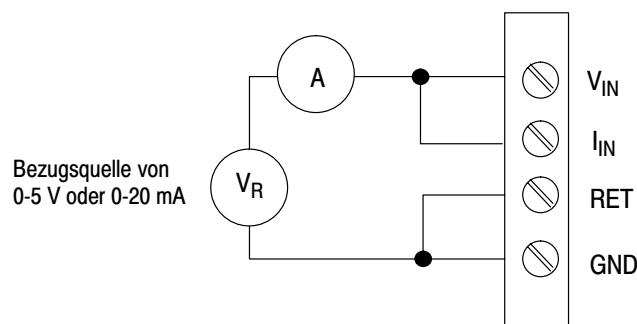 A
V_IN
I_IN
Bezugsquelle von
0-5 V oder 0-20 mA
V_R
RET
GND